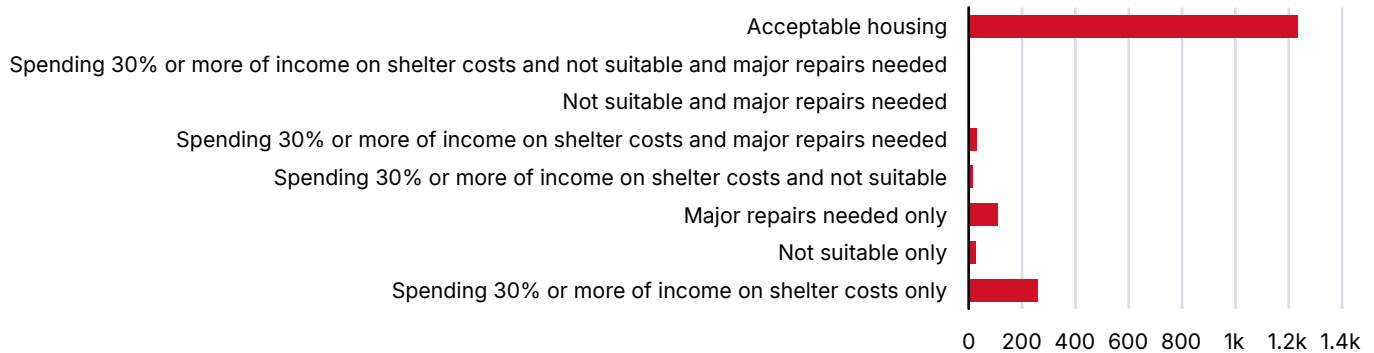 Acceptable housing
Spending 30% or more of income on shelter costs and not suitable and major repairs needed
Not suitable and major repairs needed
Spending 30% or more of income on shelter costs and major repairs needed
Spending 30% or more of income on shelter costs and not suitable
Major repairs needed only
Not suitable only
Spending 30% or more of income on shelter costs only
0 200 400 600 800 1k 1.2k 1.4k